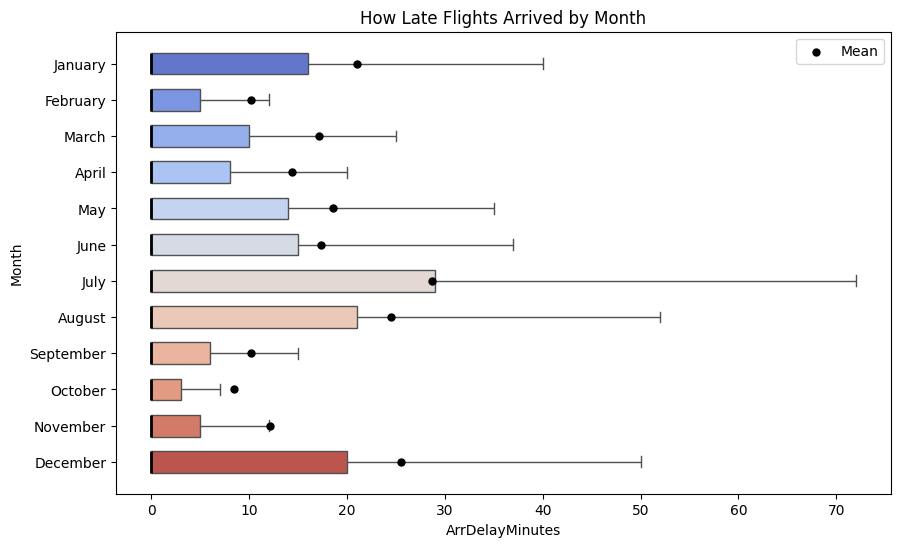 How Late Flights Arrived by Month
Mean
January
February
March
April
May
June
July
August
September
October
November
December
Month
0 10 20 30 40 50 60 70
ArrDelayMinutes